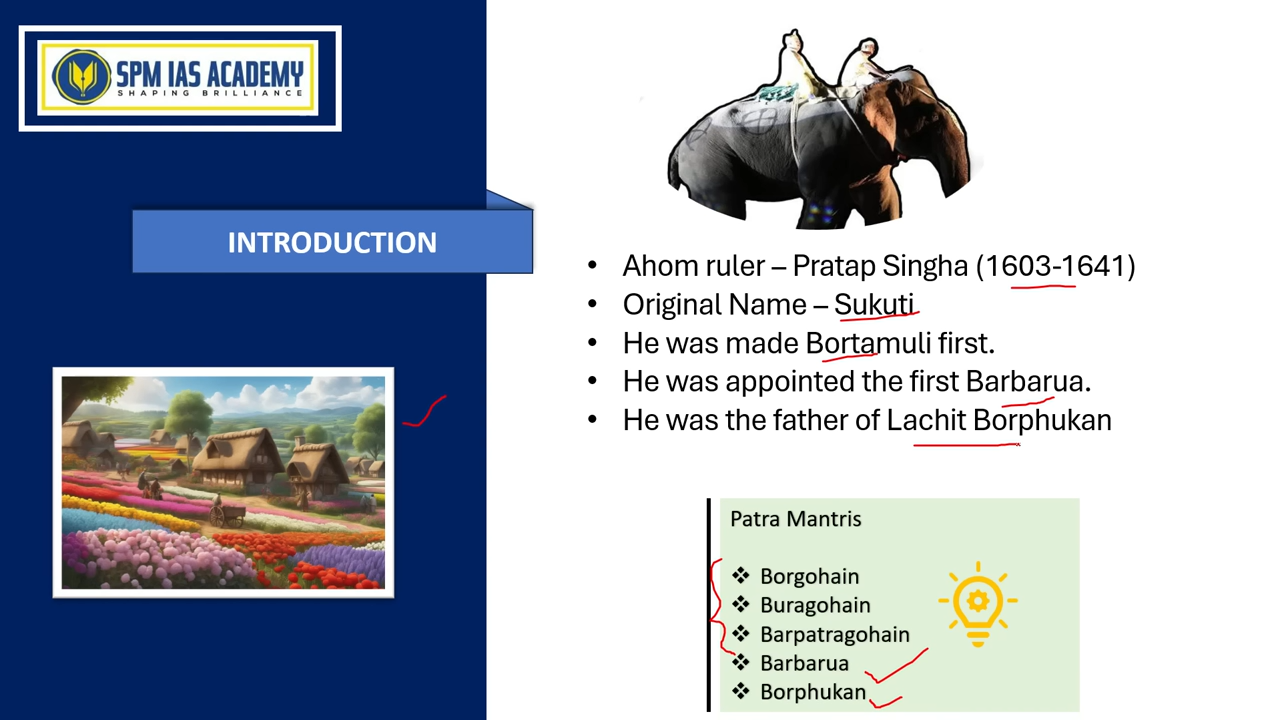 SPM IAS ACADEMY
SHAPING BRILLIANCE
INTRODUCTION
• Ahom ruler – Pratap Singha (1603-1641)
• Original Name – Sukuti
• He was made Bortamuli first.
• He was appointed the first Barbarua.
• He was the father of Lachit Borphukan
Patra Mantris
❖ Borgohain
❖ Buragohain
❖ Barpatragohain
❖ Barbarua
❖ Borphukan